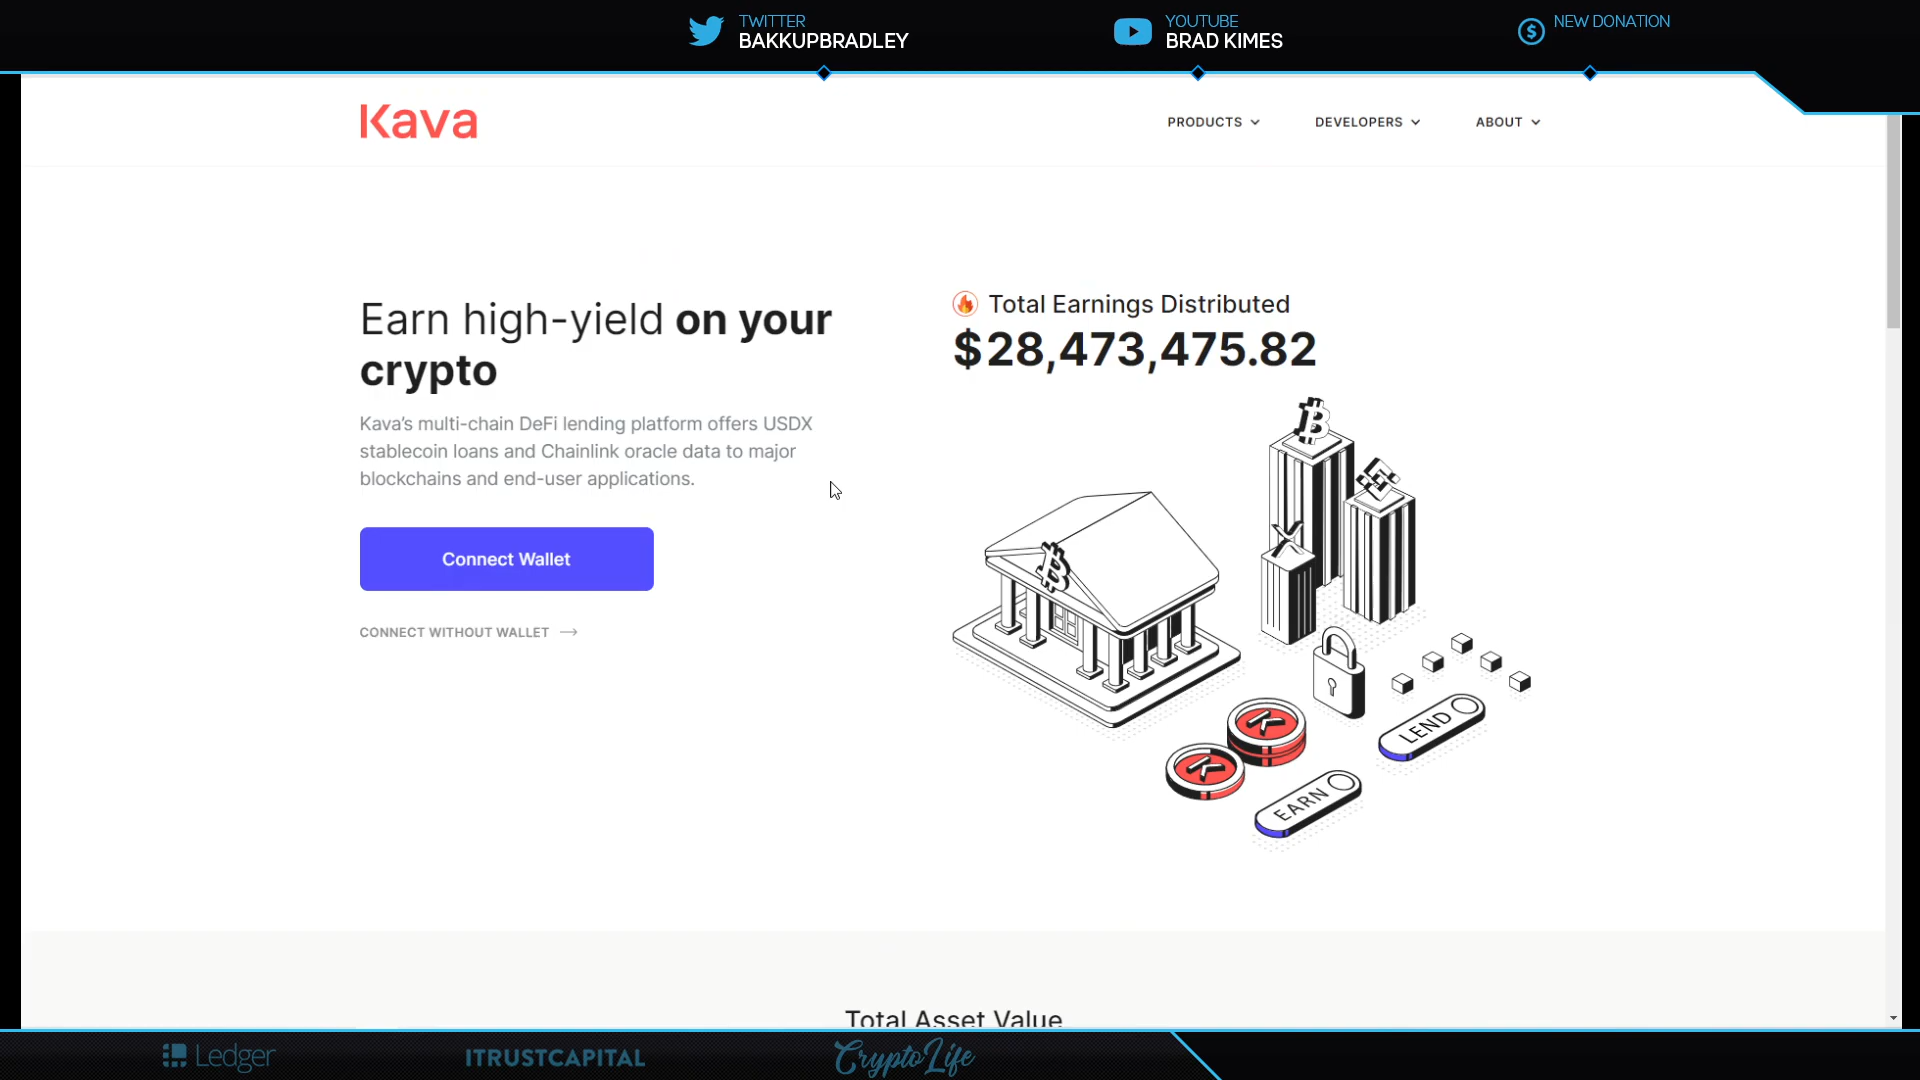 TWITTER
BAKKUPBRADLEY
YOUTUBE
BRAD KIMES
NEW DONATION
Kava
PRODUCTS
DEVELOPERS
ABOUT
Earn high-yield on your
crypto
Kava's multi-chain DeFi lending platform offers USDX
stablecoin loans and Chainlink oracle data to major
blockchains and end-user applications.
Connect Wallet
CONNECT WITHOUT WALLET
Total Earnings Distributed
$28,473,475.82
LEND
EARN
Total Asset Value
Ledger
ITRUSTCAPITAL
CryptoLife